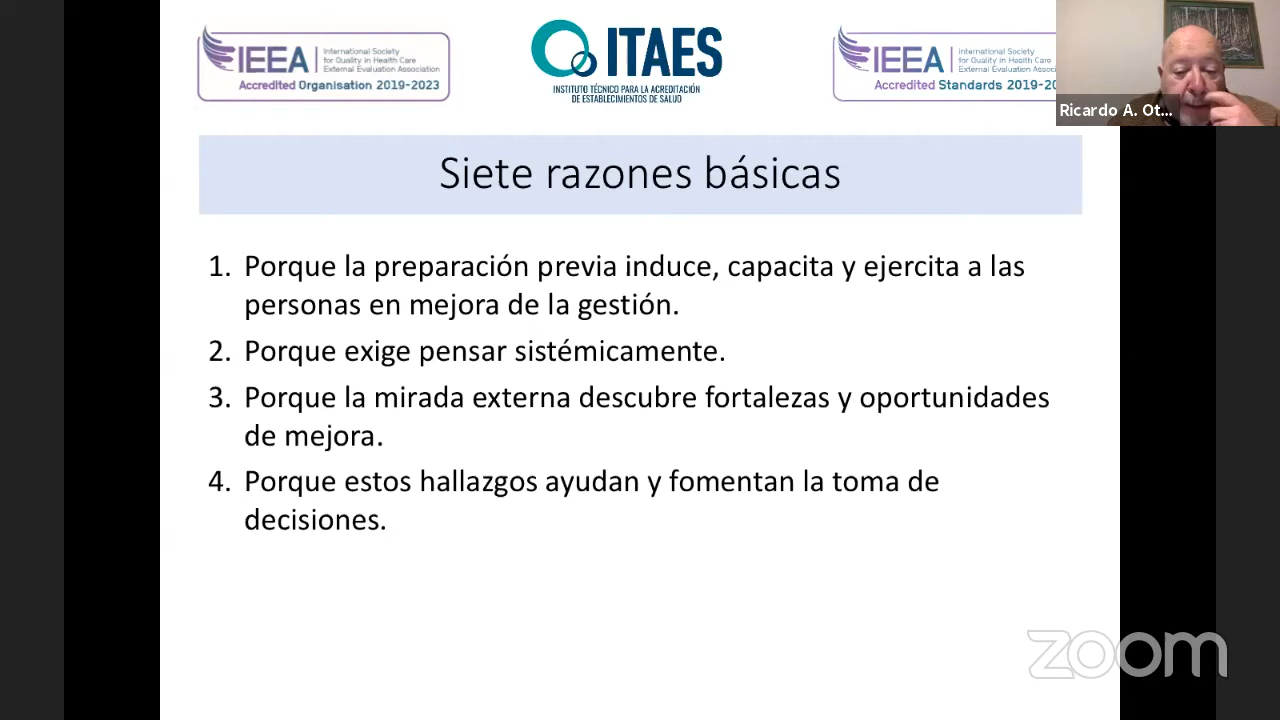 IEEA
International Society
for Quality in Health Care
External Evaluation Association
Accredited Organisation 2019-2023
ITAES
INSTITUTO TÉCNICO PARA LA ACREDITACIÓN
DE ESTABLECIMIENTOS DE SALUD
IEEA
International Society
for Quality in Health Care
External Evaluation Associa
Accredited Standards 2019-20
Ricardo A. Ot...
Siete razones básicas
1. Porque la preparación previa induce, capacita y ejercita a las
personas en mejora de la gestión.
2. Porque exige pensar sistémicamente.
3. Porque la mirada externa descubre fortalezas y oportunidades
de mejora.
4. Porque estos hallazgos ayudan y fomentan la toma de
decisiones.
zoom